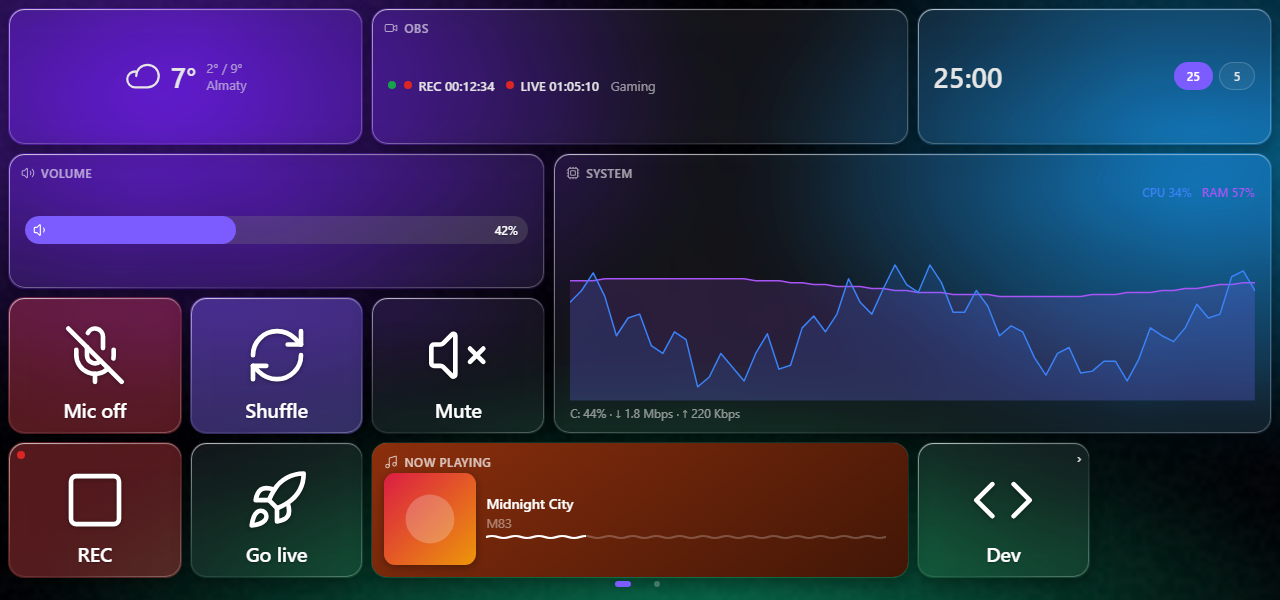 7°
2° / 9°
Almaty
OBS
REC 00:12:34 LIVE 01:05:10 Gaming
25:00
25
5
VOLUME
42%
SYSTEM
CPU 34% RAM 57%
C: 44% · ↓ 1.8 Mbps · ↑ 220 Kbps
Mic off
Shuffle
Mute
REC
Go live
NOW PLAYING
Midnight City
M83
Dev